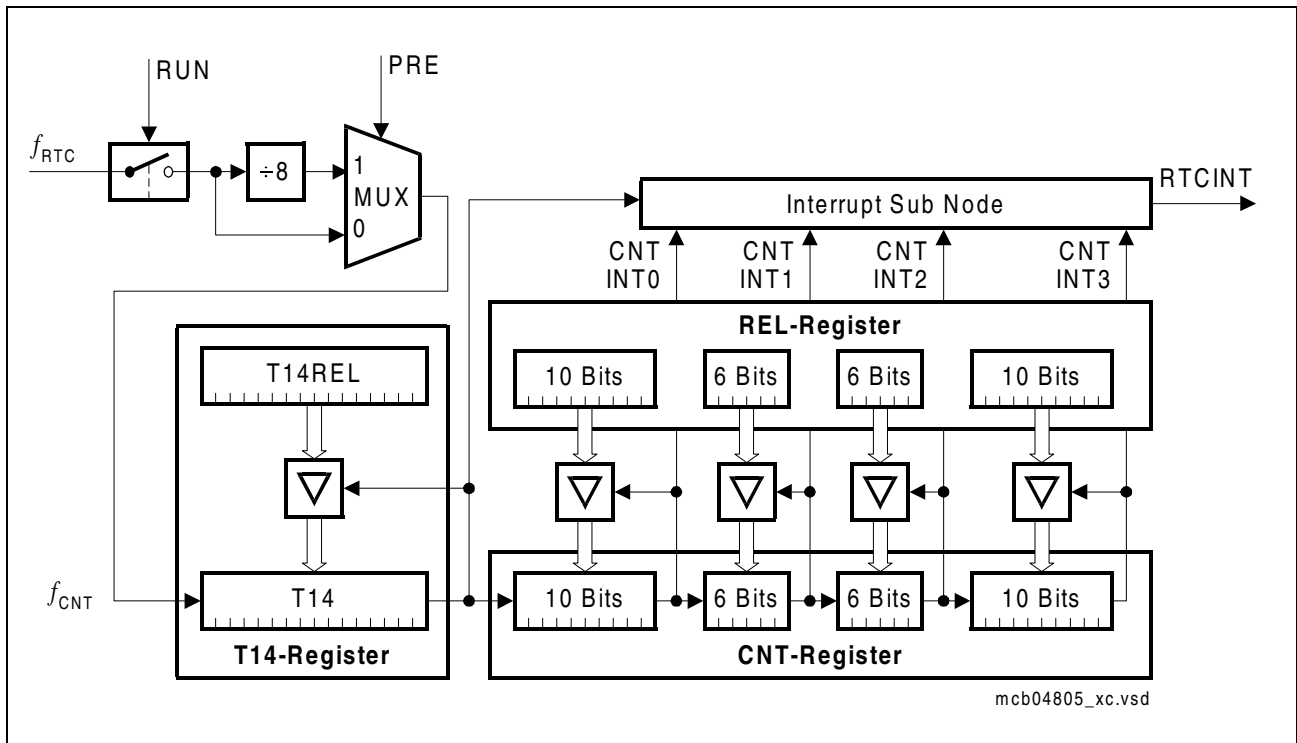 RUN
PRE
fRTC
÷8
1
MUX
0
RTCINT
Interrupt Sub Node
CNT
INT0
CNT
INT1
CNT
INT2
CNT
INT3
REL-Register
T14REL
10 Bits
6 Bits
6 Bits
10 Bits
fCNT
T14
10 Bits
6 Bits
6 Bits
10 Bits
T14-Register
CNT-Register
mcb04805_xc.vsd